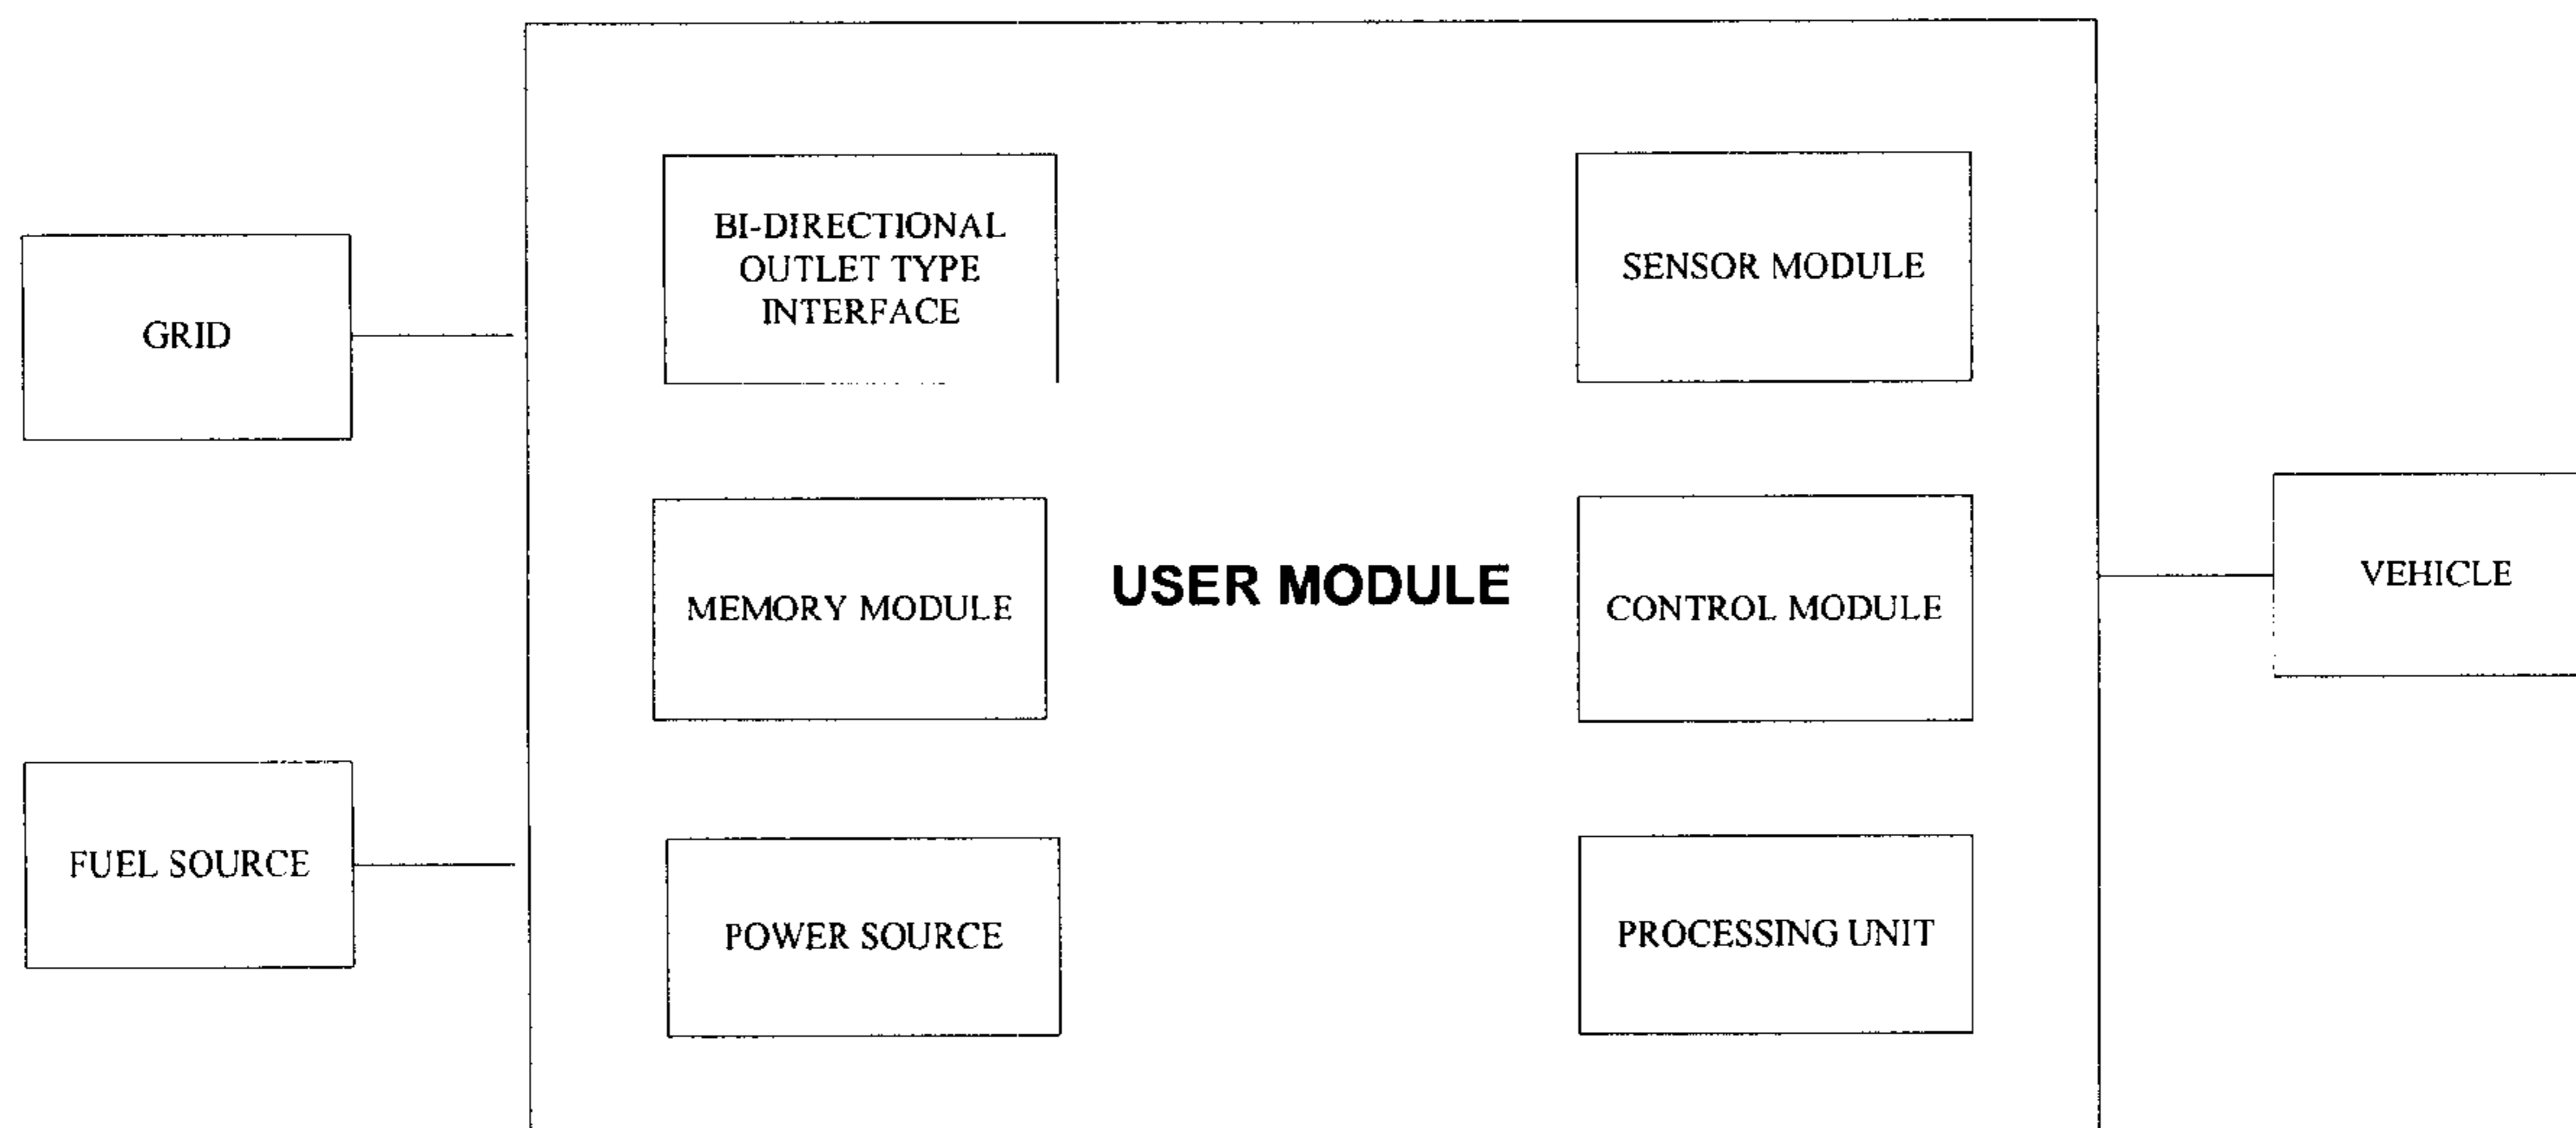 GRID
FUEL SOURCE
BI-DIRECTIONAL
OUTLET TYPE
INTERFACE
MEMORY MODULE
POWER SOURCE
USER MODULE
SENSOR MODULE
CONTROL MODULE
PROCESSING UNIT
VEHICLE